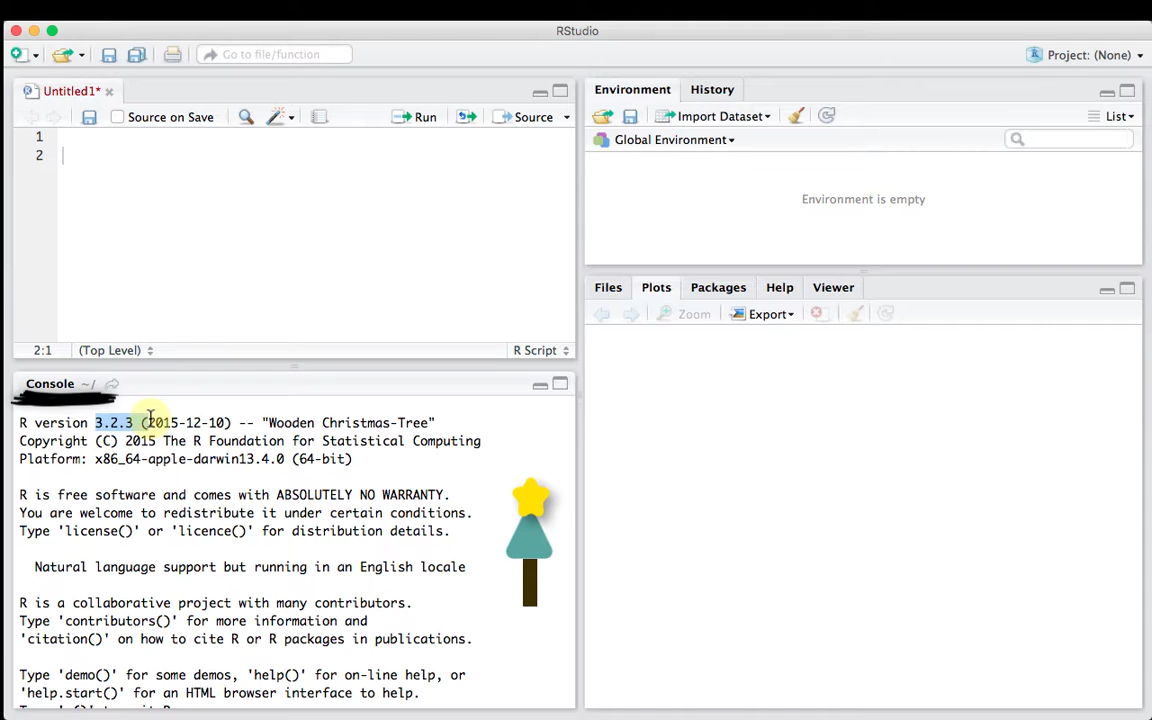 RStudio
Go to file/function
Project: (None)
Untitled1*
Source on Save
Run
Source
1
2
2:1
(Top Level)
R Script
Environment
History
Import Dataset
List
Global Environment
Environment is empty
Files
Plots
Packages
Help
Viewer
Zoom
Export
Console ~/
R version 3.2.3 (2015-12-10) -- "Wooden Christmas-Tree"
Copyright (C) 2015 The R Foundation for Statistical Computing
Platform: x86_64-apple-darwin13.4.0 (64-bit)
R is free software and comes with ABSOLUTELY NO WARRANTY.
You are welcome to redistribute it under certain conditions.
Type 'license()' or 'licence()' for distribution details.
Natural language support but running in an English locale
R is a collaborative project with many contributors.
Type 'contributors()' for more information and
'citation()' on how to cite R or R packages in publications.
Type 'demo()' for some demos, 'help()' for on-line help, or
'help.start()' for an HTML browser interface to help.